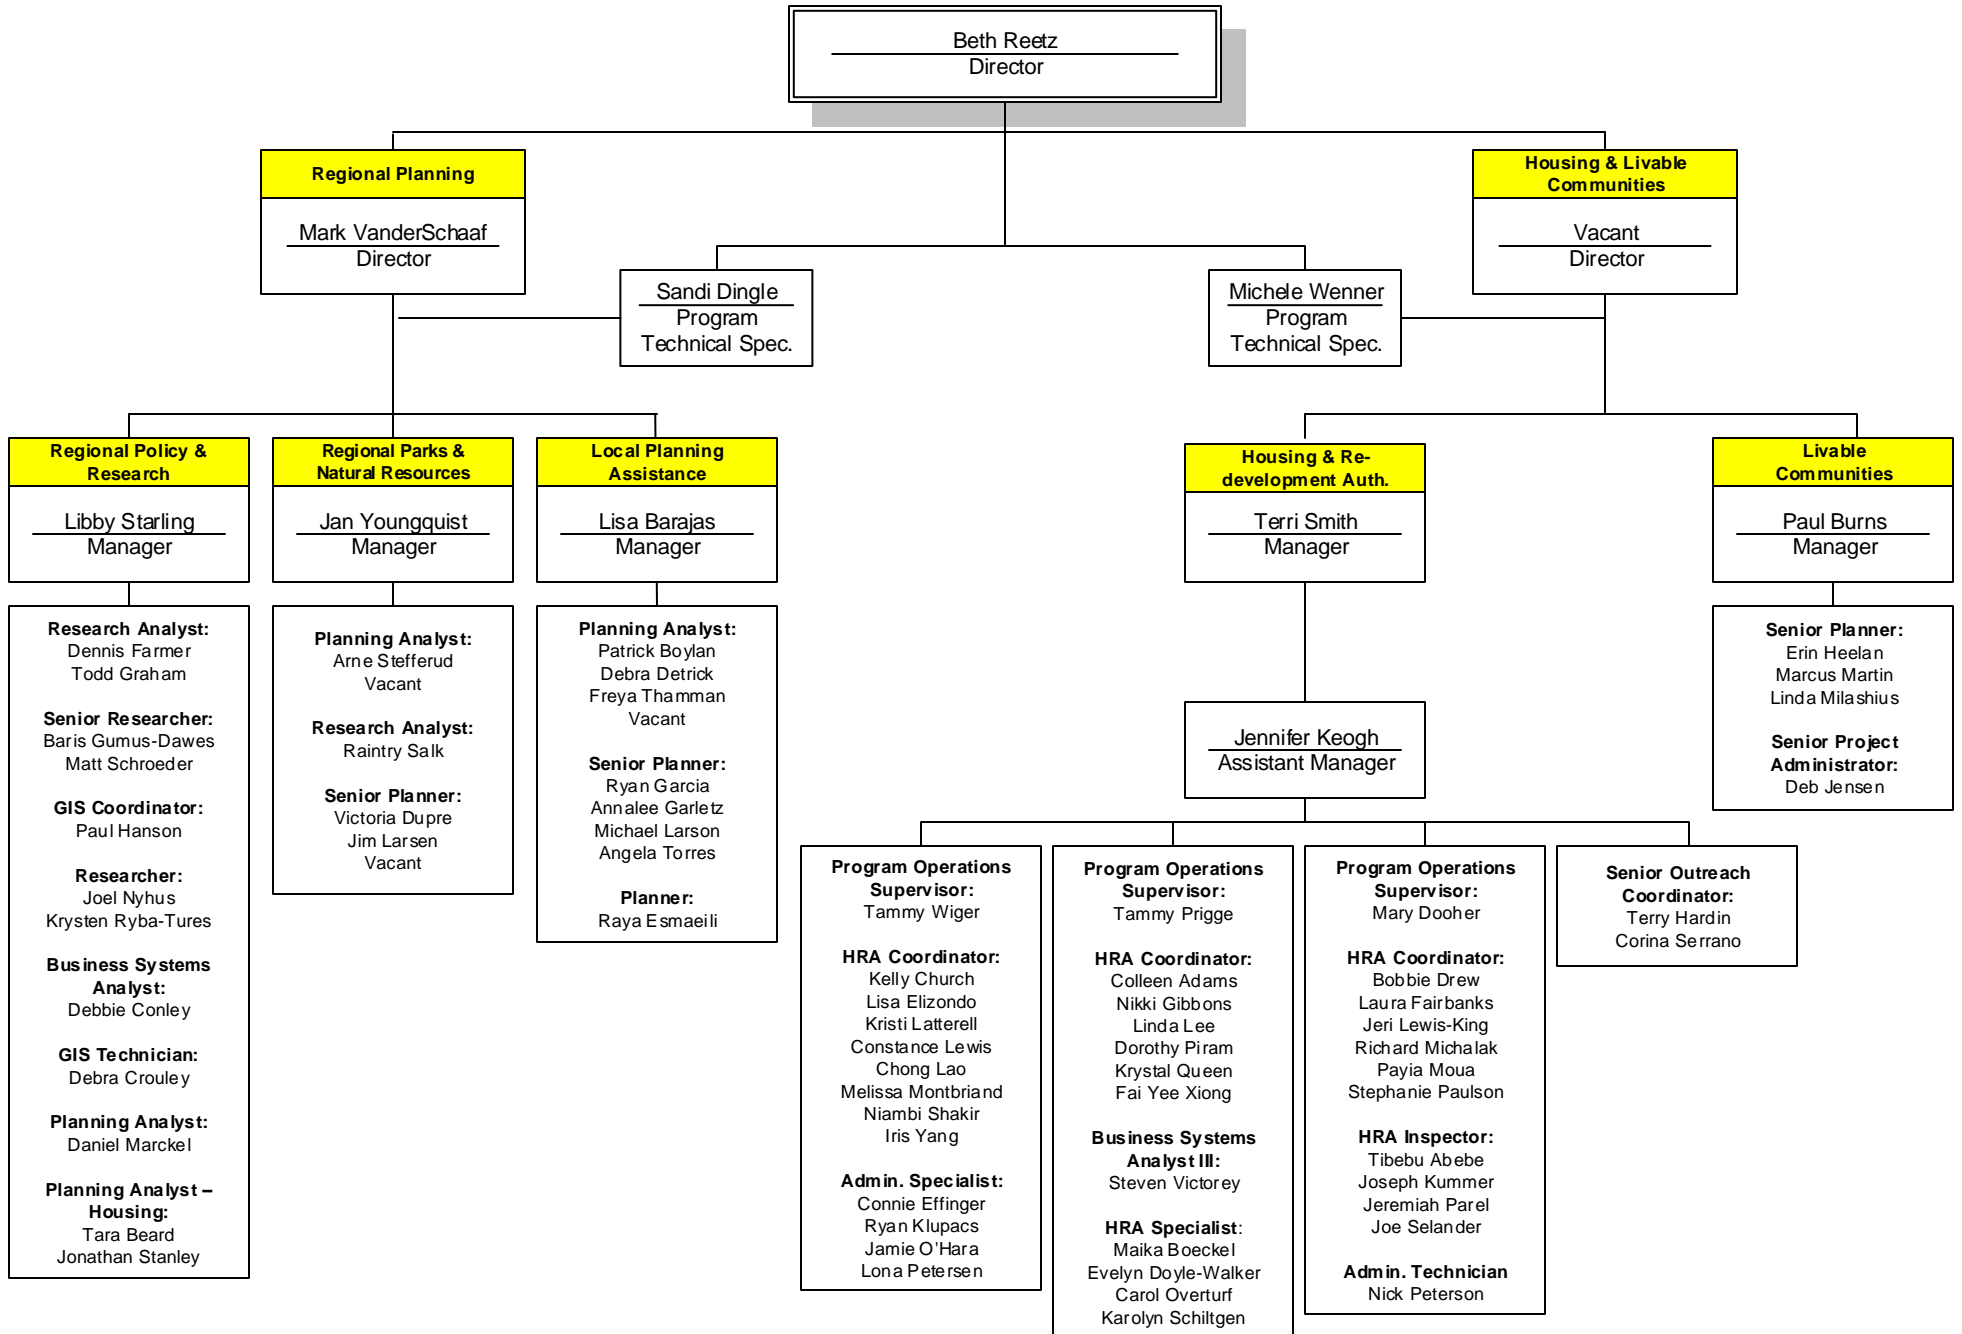 Beth Reetz
Director
Regional Planning
Mark VanderSchaaf
Director
Housing & Livable
Communities
Vacant
Director
Sandi Dingle
Program
Technical Spec.
Michele Wenner
Program
Technical Spec.
Regional Policy &
Research
Libby Starling
Manager
Regional Parks &
Natural Resources
Jan Youngquist
Manager
Local Planning
Assistance
Lisa Barajas
Manager
Housing & Re-
development Auth.
Terri Smith
Manager
Livable
Communities
Paul Burns
Manager
Research Analyst:
Dennis Farmer
Todd Graham
Senior Researcher:
Baris Gumus-Dawes
Matt Schroeder
GIS Coordinator:
Paul Hanson
Researcher:
Joel Nyhus
Krysten Ryba-Tures
Business Systems
Analyst:
Debbie Conley
GIS Technician:
Debra Crouley
Planning Analyst:
Daniel Marckel
Planning Analyst –
Housing:
Tara Beard
Jonathan Stanley
Planning Analyst:
Arne Stefferud
Vacant
Research Analyst:
Raintry Salk
Senior Planner:
Victoria Dupre
Jim Larsen
Vacant
Planning Analyst:
Patrick Boylan
Debra Detrick
Freya Thamman
Vacant
Senior Planner:
Ryan Garcia
Annalee Garletz
Michael Larson
Angela Torres
Planner:
Raya Esmaeili
Senior Planner:
Erin Heelan
Marcus Martin
Linda Milashius
Senior Project
Administrator:
Deb Jensen
Jennifer Keogh
Assistant Manager
Program Operations
Supervisor:
Tammy Wiger
HRA Coordinator:
Kelly Church
Lisa Elizondo
Kristi Latterell
Constance Lewis
Chong Lao
Melissa Montbriand
Niambi Shakir
Iris Yang
Admin. Specialist:
Connie Effinger
Ryan Klupacs
Jamie O'Hara
Lona Petersen
Program Operations
Supervisor:
Tammy Prigge
HRA Coordinator:
Colleen Adams
Nikki Gibbons
Linda Lee
Dorothy Piram
Krystal Queen
Fai Yee Xiong
Business Systems
Analyst III:
Steven Victorey
HRA Specialist:
Maika Boeckel
Evelyn Doyle-Walker
Carol Overturf
Karolyn Schiltgen
Program Operations
Supervisor:
Mary Dooher
HRA Coordinator:
Bobbie Drew
Laura Fairbanks
Jeri Lewis-King
Richard Michalak
Payia Moua
Stephanie Paulson
HRA Inspector:
Tibebu Abebe
Joseph Kummer
Jeremiah Parel
Joe Selander
Admin. Technician
Nick Peterson
Senior Outreach
Coordinator:
Terry Hardin
Corina Serrano